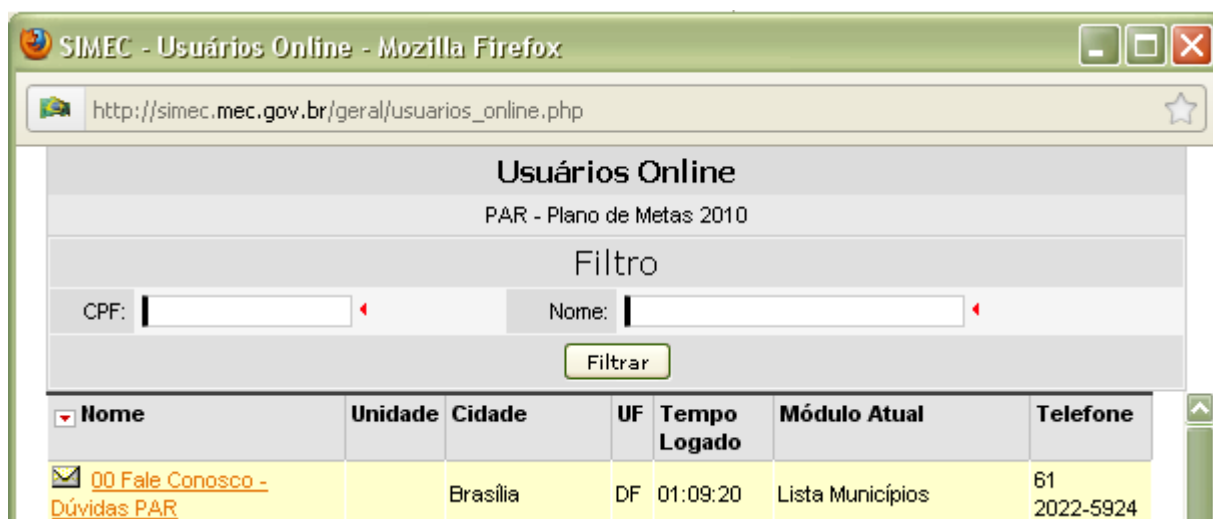 SIMEC - Usuários Online - Mozilla Firefox
http://simec.mec.gov.br/geral/usuarios_online.php
Usuários Online
PAR - Plano de Metas 2010
Filtro
CPF: Nome:
Filtrar
Nome Unidade Cidade UF Tempo Logado Módulo Atual Telefone
00 Fale Conosco - Dúvidas PAR Brasília DF 01:09:20 Lista Municípios 61 2022-5924